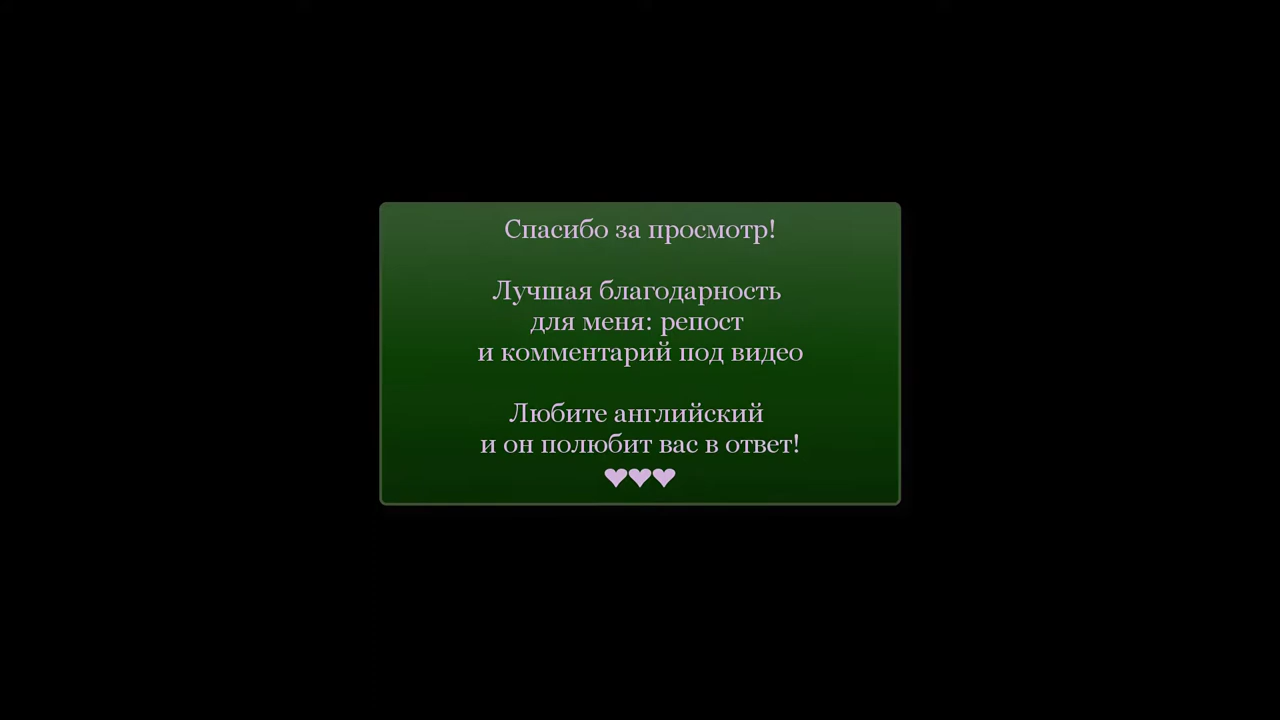 Спасибо за просмотр!
Лучшая благодарность
для меня: репост
и комментарий под видео
Любите английский
и он полюбит вас в ответ!
❤❤❤